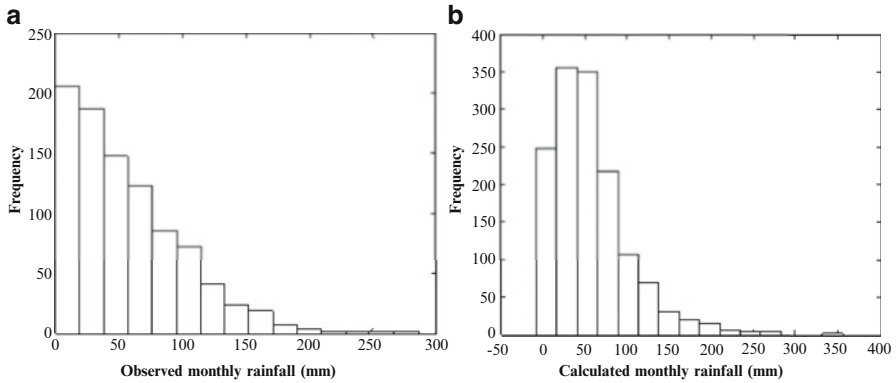 a
250
200
150
100
50
0
Frequency
0 50 100 150 200 250 300
Observed monthly rainfall (mm)
b
400
350
300
250
200
150
100
50
0
Frequency
-50 0 50 100 150 200 250 300 350 400
Calculated monthly rainfall (mm)